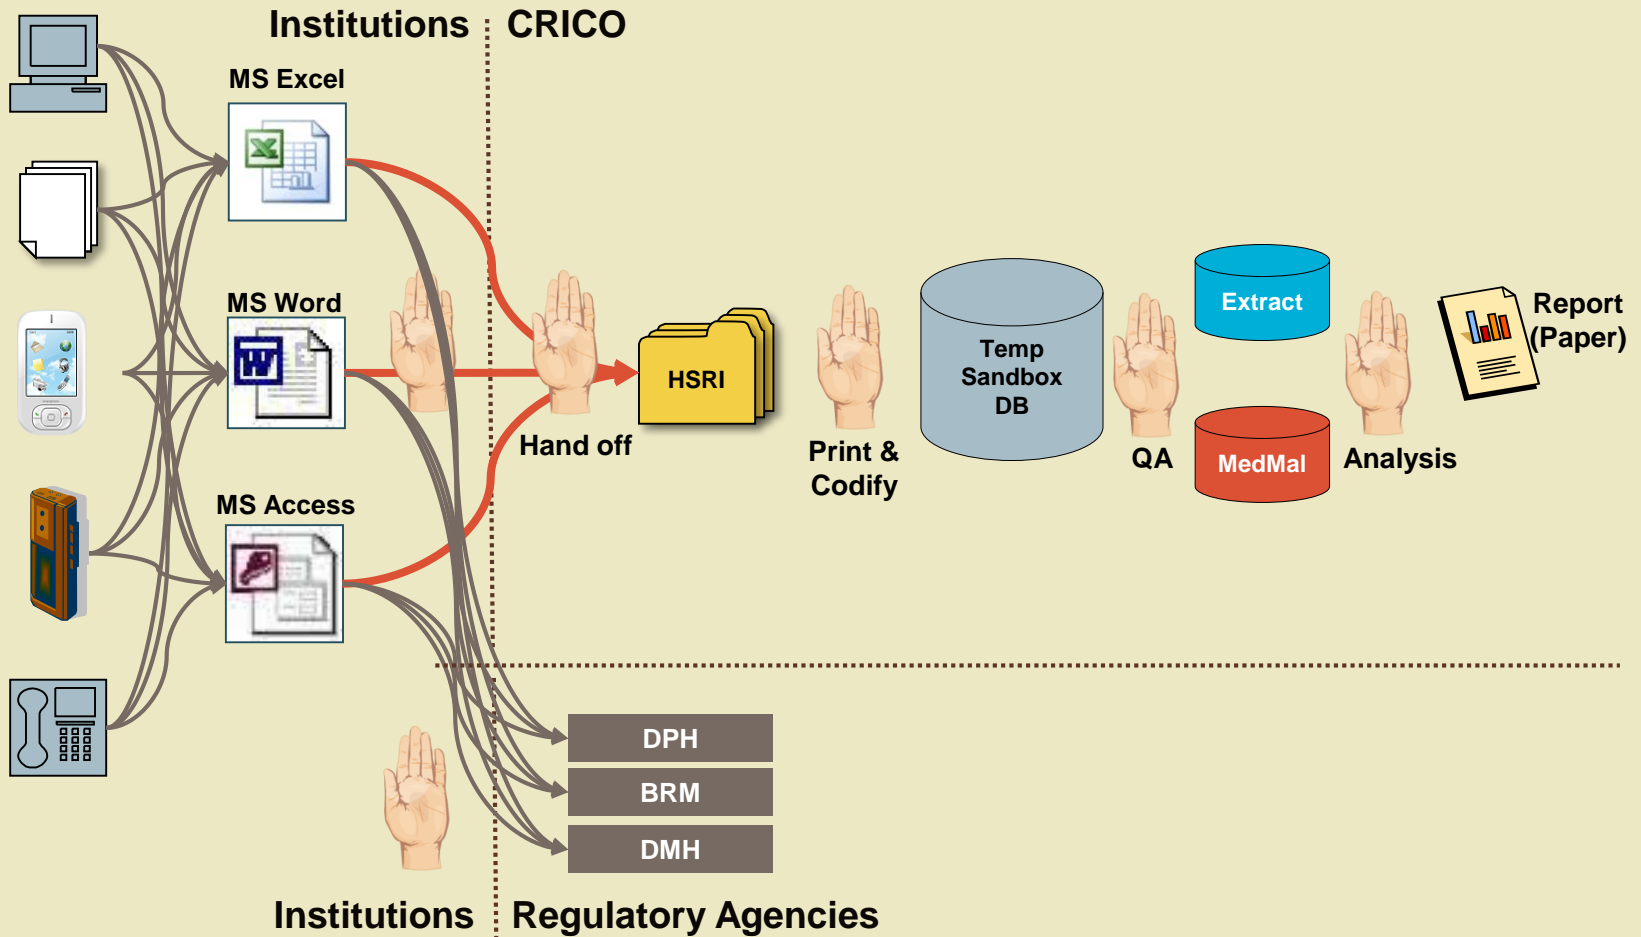 Institutions
CRICO
MS Excel
MS Word
MS Access
Hand off
HSRI
Print &
Codify
Temp
Sandbox
DB
QA
Extract
MedMal
Analysis
Report
(Paper)
DPH
BRM
DMH
Institutions
Regulatory Agencies